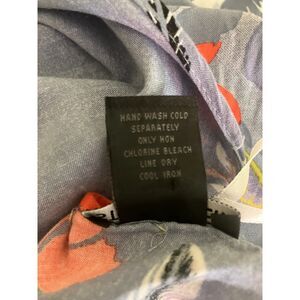 HAND WASH COLD
SEPARATELY
ONLY NON
CHLORINE BLEACH
LINE DRY
COOL IRON